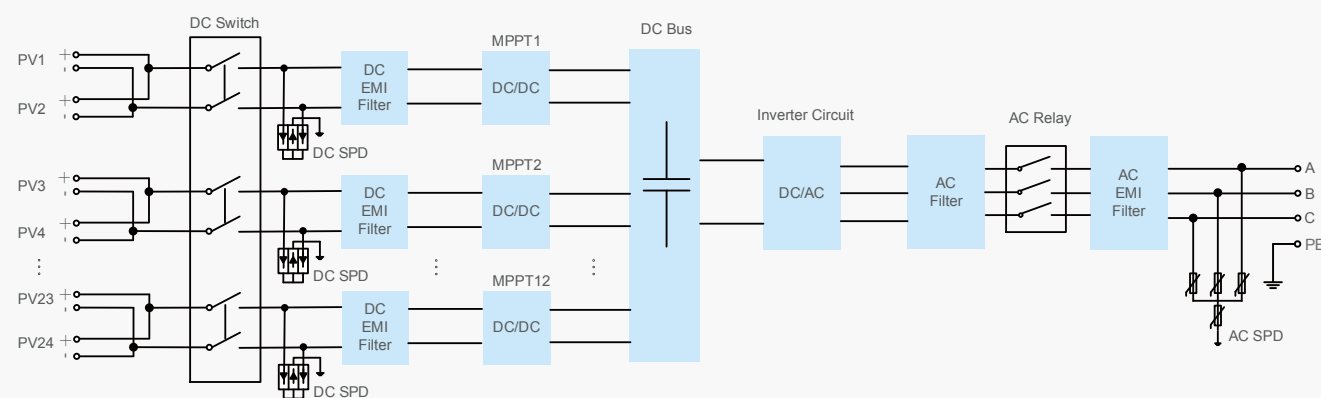 DC Switch
MPPT1
DC Bus
PV1
+
-
PV2
+
-
DC
EMI
Filter
DC/DC
DC SPD
Inverter Circuit
AC Relay
PV3
+
-
PV4
+
-
MPPT2
DC
EMI
Filter
DC/DC
DC SPD
DC/AC
AC
Filter
AC
EMI
Filter
A
B
C
PE
MPPT12
PV23
+
-
PV24
+
-
DC
EMI
Filter
DC/DC
DC SPD
AC SPD